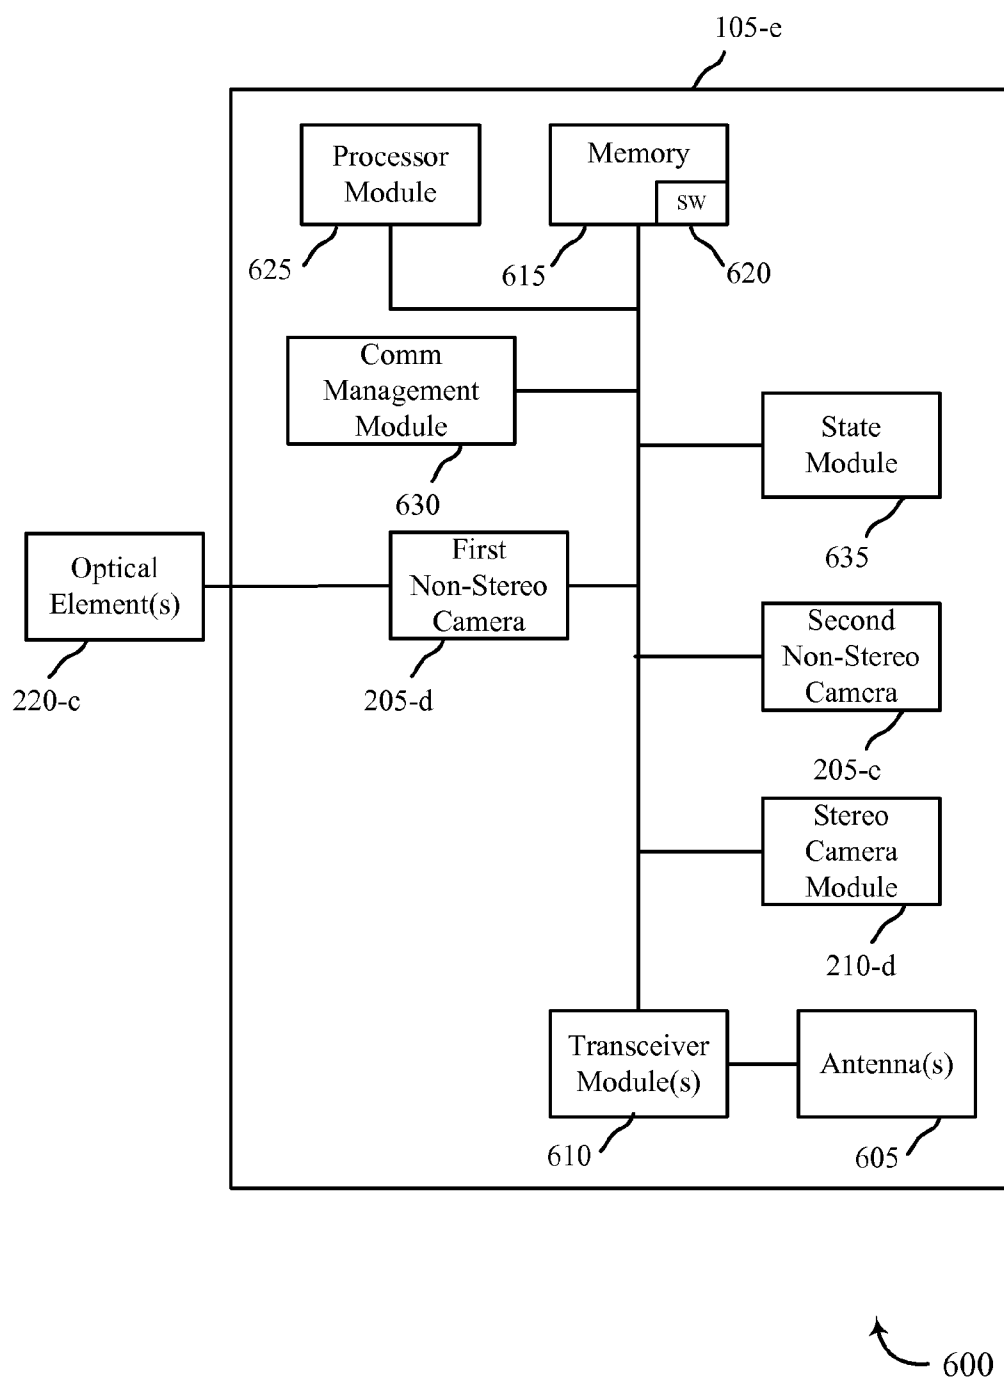 105-e
Processor
Module
625
Memory
SW
615
620
Comm
Management
Module
630
State
Module
635
Optical
Element(s)
220-c
First
Non-Stereo
Camera
205-d
Second
Non-Stereo
Camera
205-c
Stereo
Camera
Module
210-d
Transceiver
Module(s)
610
Antenna(s)
605
600